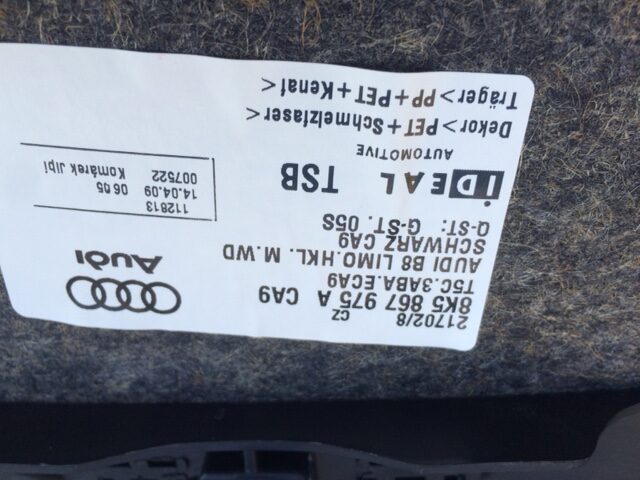 21702/8 CZ
8K5 867 975 A CA9
T5C.3ABA.ECA9
AUDI B8 LIMO.HKL. M.WD
SCHWARZ CA9
Q-ST: G-ST. 05S
Audi
112813
14.04.09 06:05
007522 Komárek Jiří
iDEAL TSB
AUTOMOTIVE
Dekor> PET+Schmelzfaser<
Träger> PP+PET+Kenaf<